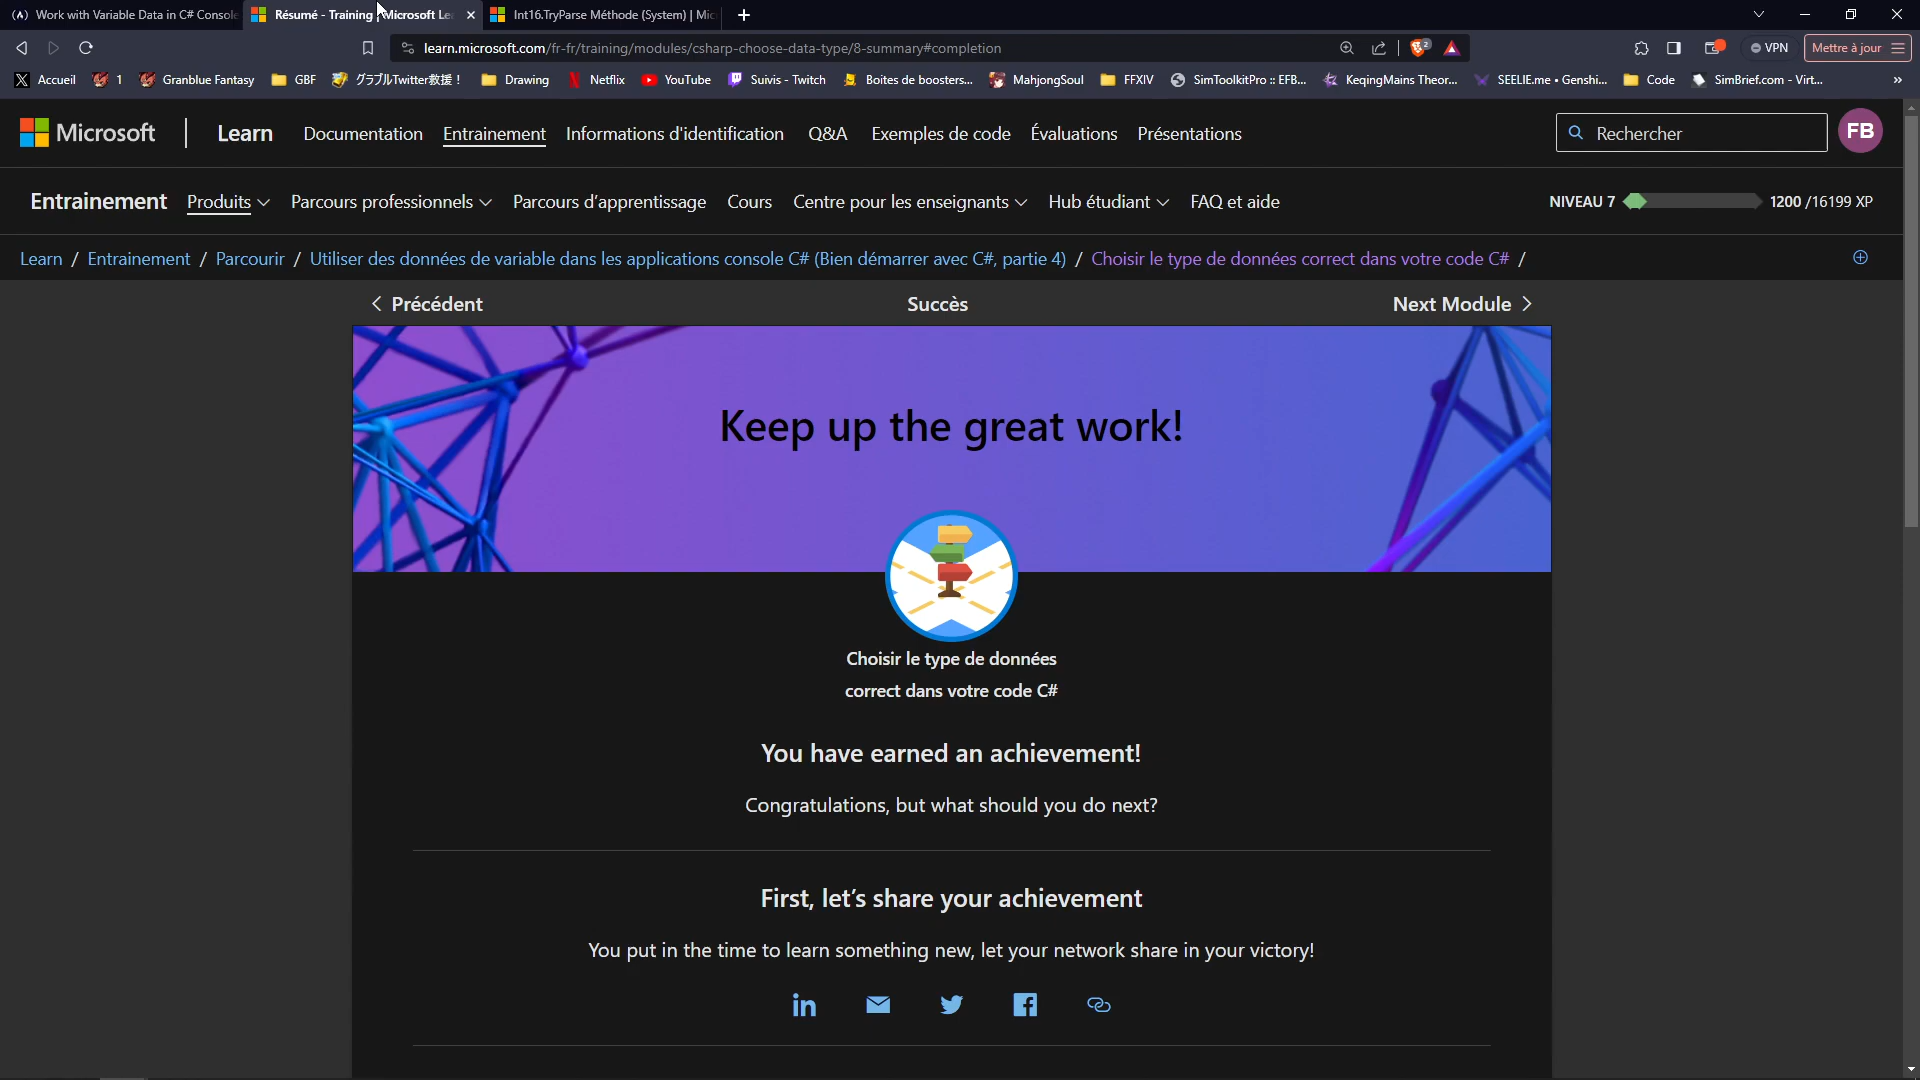 Work with Variable Data in C# Console
Résumé - Training | Microsoft Le
Int16.TryParse Méthode (System) | Mic
learn.microsoft.com/fr-fr/training/modules/csharp-choose-data-type/8-summary#completion
2
VPN
Mettre à jour
Accueil
1
Granblue Fantasy
GBF
グラブルTwitter救援！
Drawing
Netflix
YouTube
Suivis - Twitch
Boites de boosters...
MahjongSoul
FFXIV
SimToolkitPro :: EFB...
KeqingMains Theor...
SEELIE.me • Genshi...
Code
SimBrief.com - Virt...
»
Microsoft
Learn
Documentation
Entrainement
Informations d'identification
Q&A
Exemples de code
Évaluations
Présentations
Rechercher
FB
Entrainement
Produits
Parcours professionnels
Parcours d’apprentissage
Cours
Centre pour les enseignants
Hub étudiant
FAQ et aide
NIVEAU 7
1200 /16199 XP
Learn / Entrainement / Parcourir / Utiliser des données de variable dans les applications console C# (Bien démarrer avec C#, partie 4) / Choisir le type de données correct dans votre code C# /
Précédent
Succès
Next Module
Keep up the great work!
Choisir le type de données
correct dans votre code C#
You have earned an achievement!
Congratulations, but what should you do next?
First, let’s share your achievement
You put in the time to learn something new, let your network share in your victory!
in